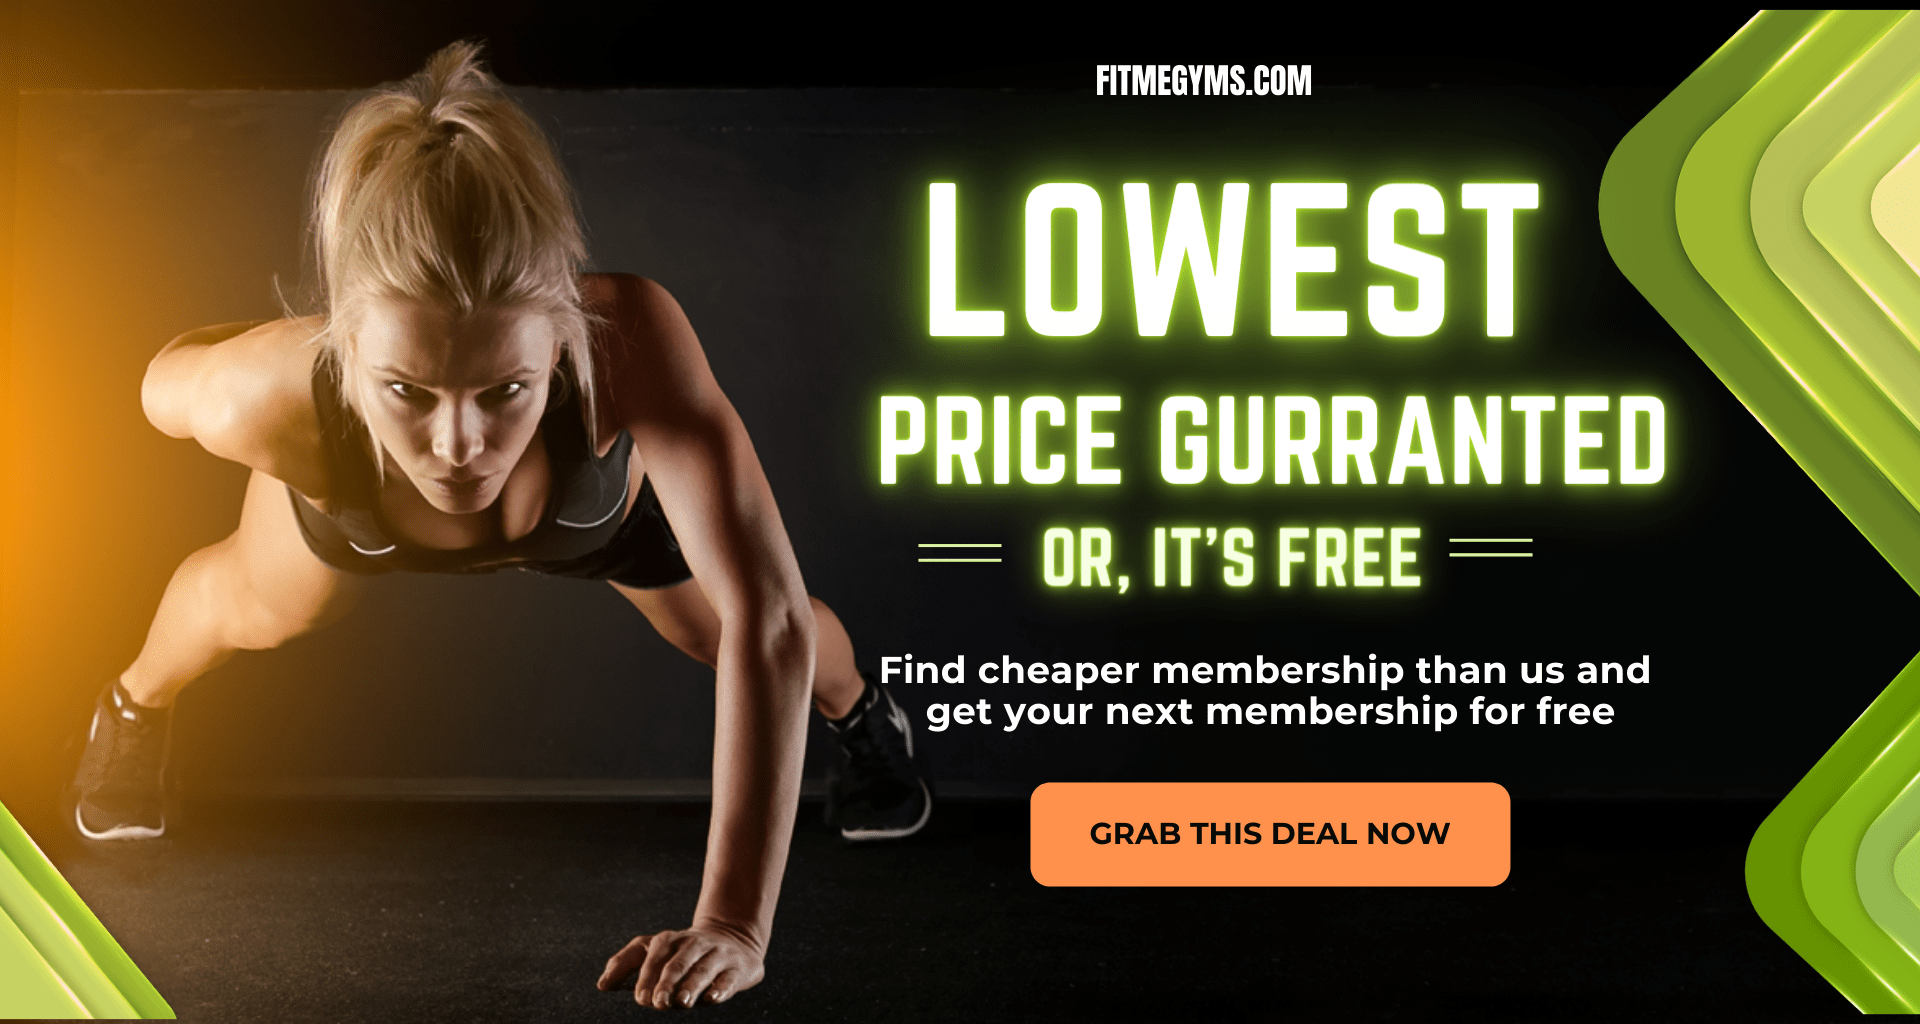 FITMEGYMS.COM
LOWEST
PRICE GURRANTED
OR, IT'S FREE
Find cheaper membership than us and
get your next membership for free
GRAB THIS DEAL NOW